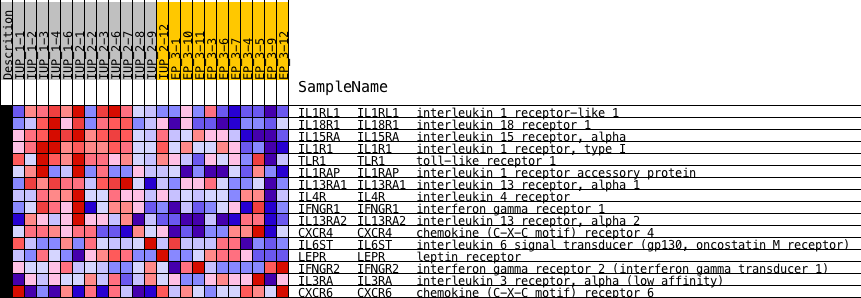 Descrition
IUP_1-1
IUP_1-2
IUP_1-3
IUP_1-4
IUP_1-6
IUP_2-1
IUP_2-2
IUP_2-3
IUP_2-6
IUP_2-7
IUP_2-8
IUP_2-9
IUP_2-12
EP_3-1
EP_3-10
EP_3-11
EP_3-3
EP_3-6
EP_3-7
EP_3-4
EP_3-5
EP_3-9
EP_3-12
SampleName
IL1RL1 IL1RL1 interleukin 1 receptor-like 1
IL18R1 IL18R1 interleukin 18 receptor 1
IL15RA IL15RA interleukin 15 receptor, alpha
IL1R1 IL1R1 interleukin 1 receptor, type I
TLR1 TLR1 toll-like receptor 1
IL1RAP IL1RAP interleukin 1 receptor accessory protein
IL13RA1 IL13RA1 interleukin 13 receptor, alpha 1
IL4R IL4R interleukin 4 receptor
IFNGR1 IFNGR1 interferon gamma receptor 1
IL13RA2 IL13RA2 interleukin 13 receptor, alpha 2
CXCR4 CXCR4 chemokine (C-X-C motif) receptor 4
IL6ST IL6ST interleukin 6 signal transducer (gp130, oncostatin M receptor)
LEPR LEPR leptin receptor
IFNGR2 IFNGR2 interferon gamma receptor 2 (interferon gamma transducer 1)
IL3RA IL3RA interleukin 3 receptor, alpha (low affinity)
CXCR6 CXCR6 chemokine (C-X-C motif) receptor 6